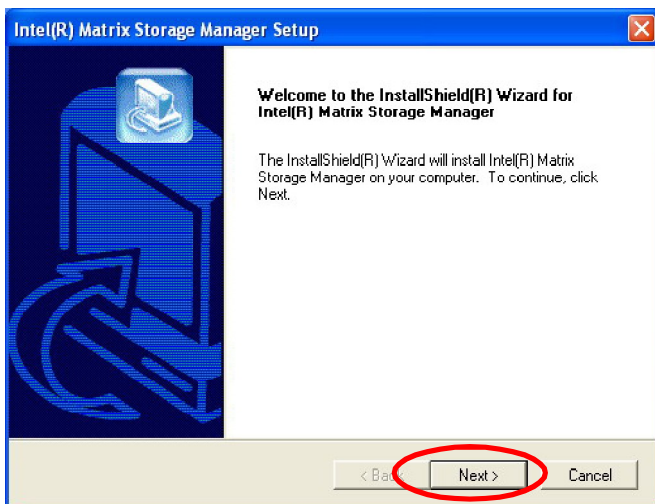 Intel(R) Matrix Storage Manager Setup
Welcome to the InstallShield(R) Wizard for
Intel(R) Matrix Storage Manager
The InstallShield(R) Wizard will install Intel(R) Matrix
Storage Manager on your computer. To continue, click
Next.
< Back Next > Cancel